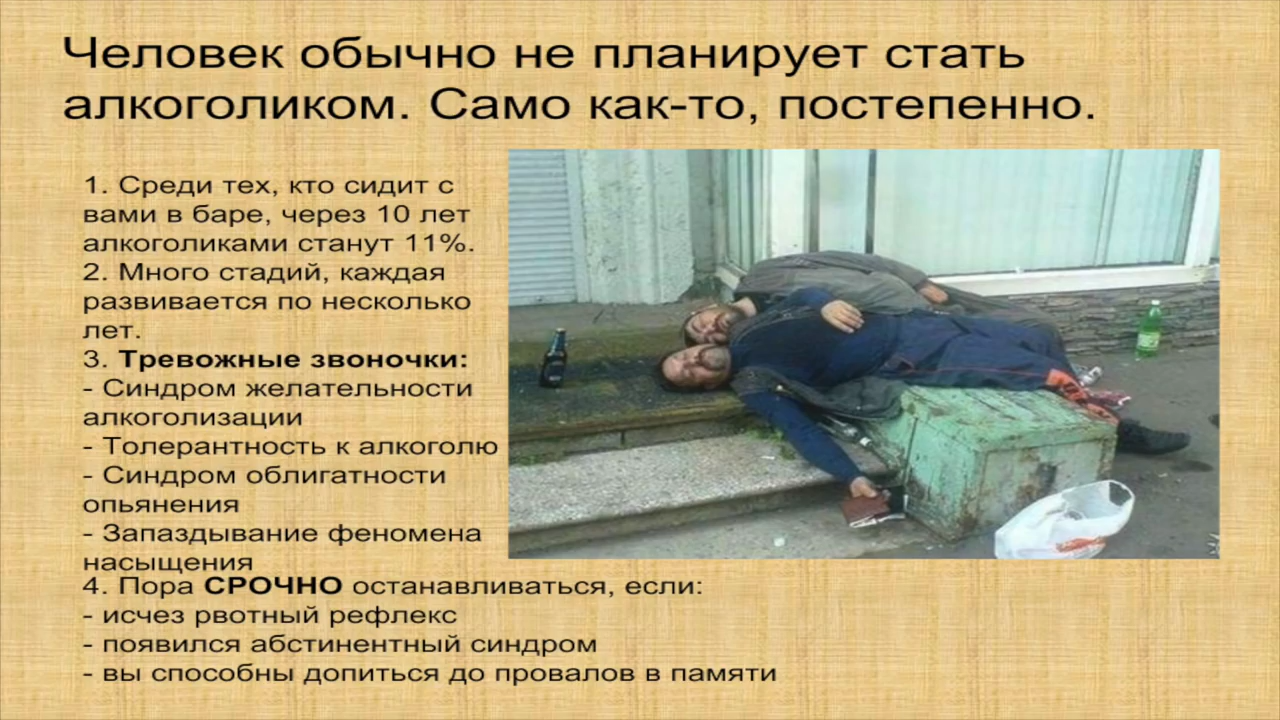 Человек обычно не планирует стать
алкоголиком. Само как-то, постепенно.
1. Среди тех, кто сидит с
вами в баре, через 10 лет
алкоголиками станут 11%.
2. Много стадий, каждая
развивается по несколько
лет.
3. Тревожные звоночки:
- Синдром желательности
алкоголизации
- Толерантность к алкоголю
- Синдром облигатности
опьянения
- Запаздывание феномена
насыщения
4. Пора СРОЧНО останавливаться, если:
- исчез рвотный рефлекс
- появился абстинентный синдром
- вы способны допиться до провалов в памяти